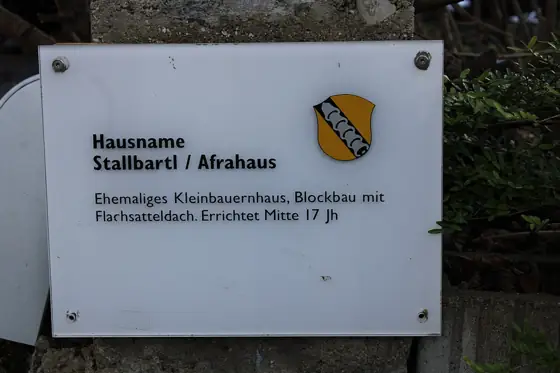 Hausname
Stallbartl / Afrahaus
Ehemaliges Kleinbauernhaus, Blockbau mit
Flachsatteldach. Errichtet Mitte 17 Jh